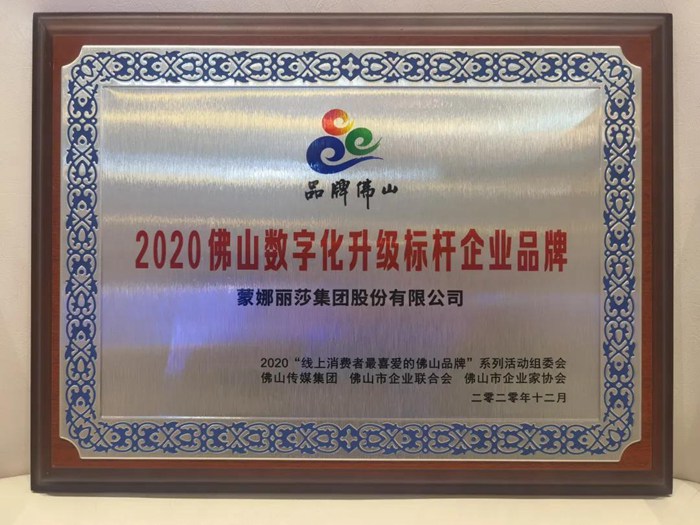 品牌佛山
2020佛山数字化升级标杆企业品牌
蒙娜丽莎集团股份有限公司
2020“线上消费者最喜爱的佛山品牌”系列活动组委会
佛山传媒集团 佛山市企业联合会 佛山市企业家协会
二零二零年十二月